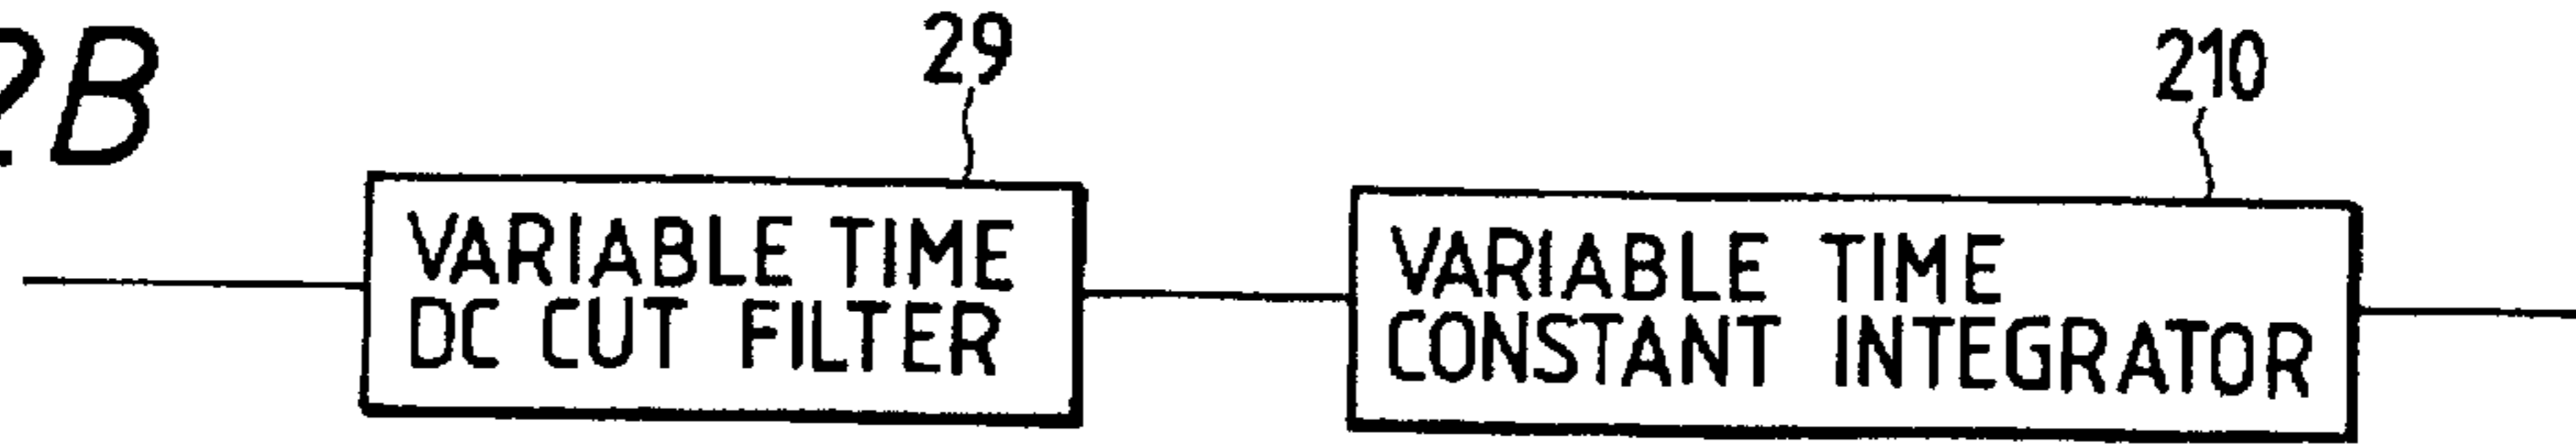 2B
29
210
VARIABLE TIME
DC CUT FILTER
VARIABLE TIME
CONSTANT INTEGRATOR